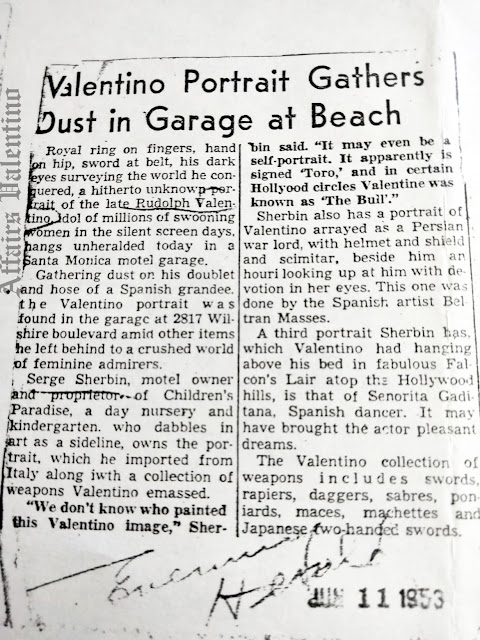 Affairs Valentino
Valentino Portrait Gathers
Dust in Garage at Beach
Royal ring on fingers, hand
on hip, sword at belt, his dark
eyes surveying the world he con
quered, a hitherto unknown por-
trait of the late Rudolph Valen-
tino, idol of millions of swooning
women in the silent screen days,
hangs unheralded today in a
Santa Monica motel garage.
Gathering dust on his doublet
and hose of a Spanish grandee.
the Valentino portrait was
found in the garage at 2817 Wil-
shire boulevard amid other items
he left behind to a crushed world
of feminine admirers.
Serge Sherbin, motel owner
and proprietor of Children's
Paradise, a day nursery and
kindergarten. who dabbles in
art as a sideline, owns the por-
trait, which he imported from
Italy along iwth a collection of
weapons Valentino emassed.
"We don't know who painted
this Valentino image," Sher-
bin said. "It may even be a
self-portrait. It apparently is
signed 'Toro,' and in certain
Hollyood circles Valentine was
known as 'The Bull'."
Sherbin also has a portrait of
Valentino arrayed as a Persian
war lord, with helmet and shield
and scimitar, beside him an
houri looking up at him with de-
votion in her eyes. This one was
done by the Spanish artist Bel-
tran Masses.
A third portrait Sherbin has,
which Valentino had hanging
above his bed in fabulous Fal-
con's Lair atop the Hollywood
hills, is that of Senorita Gadi-
tana, Spanish dancer. It may
have brought the actor pleasant
dreams.
The Valentino collection of
weapons includes swords,
rapiers, daggers, sabres, pon-
iards, maces, machettes and
Japanese two-handed swords.
Herald
JUN 11 1953